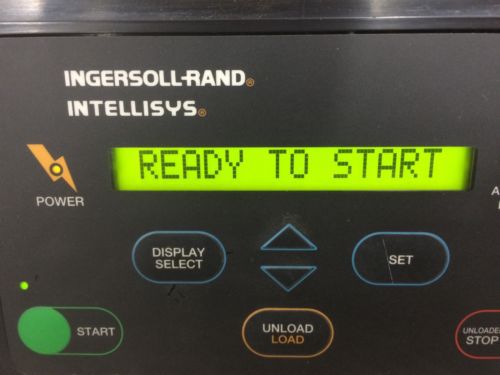 INGERSOLL-RAND®
INTELLISYS®
READY TO START
POWER
DISPLAY
SELECT
SET
START
UNLOAD
LOAD
STOP